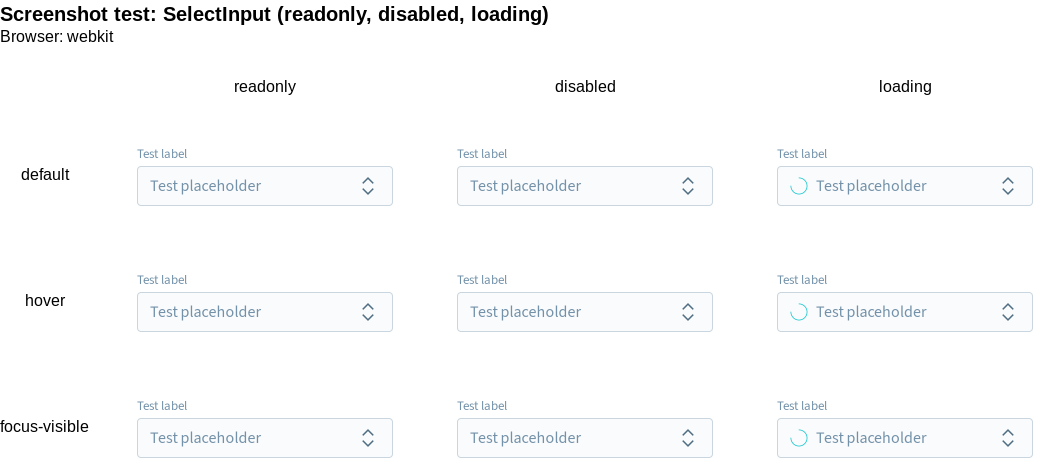 Screenshot test: SelectInput (readonly, disabled, loading)
Browser: webkit
readonly disabled loading
Test label Test label Test label
default Test placeholder Test placeholder Test placeholder
Test label Test label Test label
hover Test placeholder Test placeholder Test placeholder
Test label Test label Test label
focus-visible Test placeholder Test placeholder Test placeholder